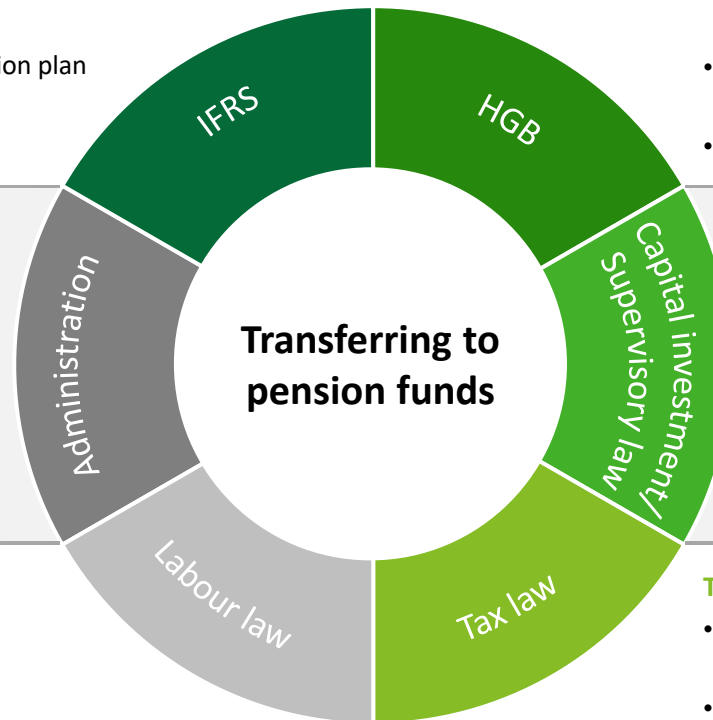 ion plan
IFRS
HGB
Administration
Capital investment/
Supervisory law
Transferring to
pension funds
Labour law
Tax law
T